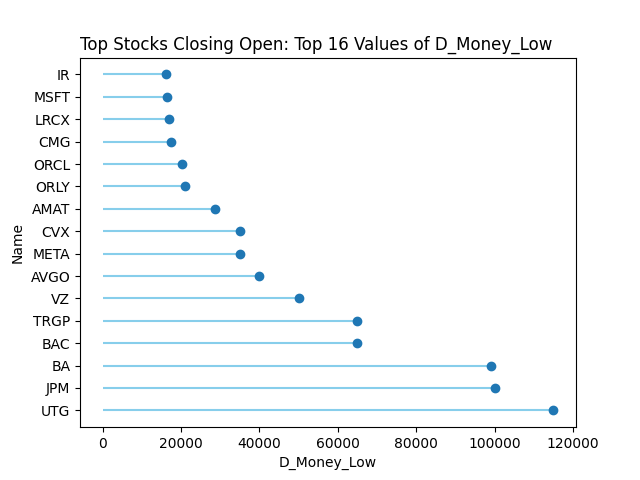 Top Stocks Closing Open: Top 16 Values of D_Money_Low
IR
MSFT
LRCX
CMG
ORCL
ORLY
AMAT
CVX
META
AVGO
VZ
TRGP
BAC
BA
JPM
UTG
Name
0 20000 40000 60000 80000 100000 120000
D_Money_Low